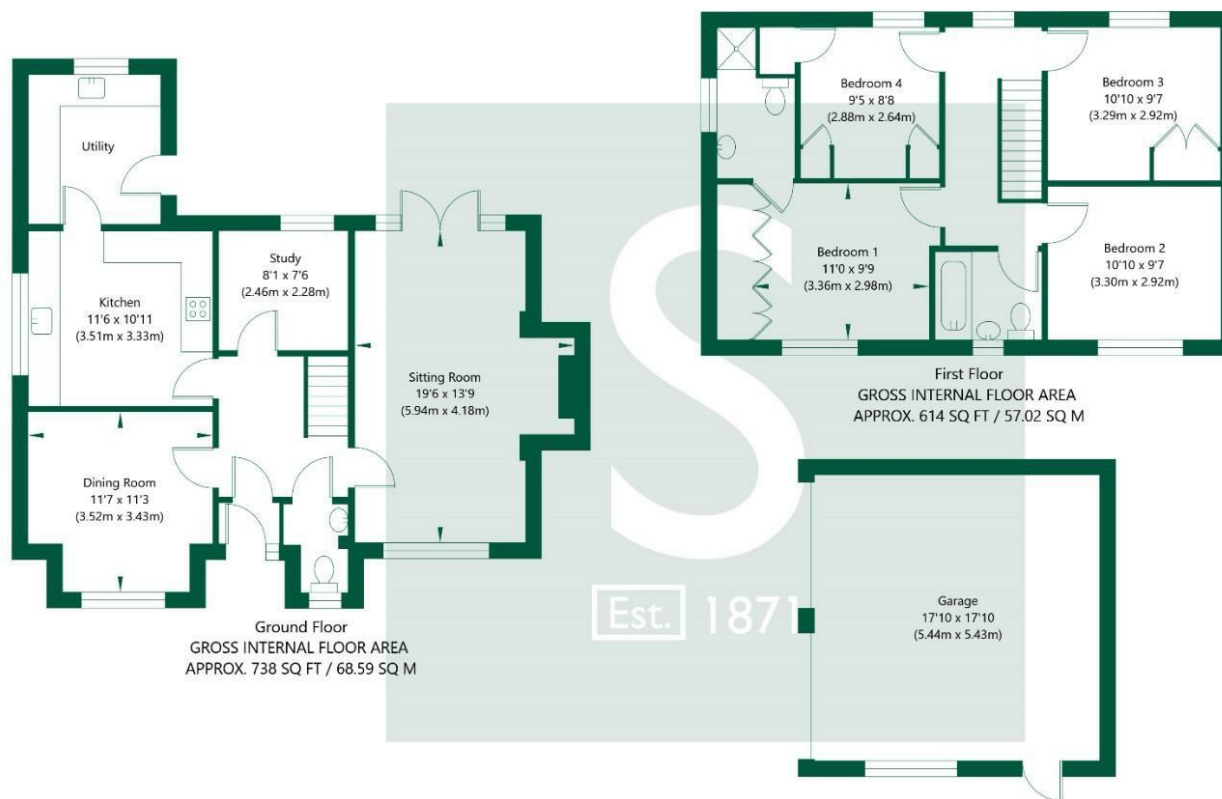 Utility
Kitchen
11'6 x 10'11
(3.51m x 3.33m)
Study
8'1 x 7'6
(2.46m x 2.28m)
Sitting Room
19'6 x 13'9
(5.94m x 4.18m)
Dining Room
11'7 x 11'3
(3.52m x 3.43m)
Ground Floor
GROSS INTERNAL FLOOR AREA
APPROX. 738 SQ FT / 68.59 SQ M
Bedroom 4
9'5 x 8'8
(2.88m x 2.64m)
Bedroom 3
10'10 x 9'7
(3.29m x 2.92m)
Bedroom 1
11'0 x 9'9
(3.36m x 2.98m)
Bedroom 2
10'10 x 9'7
(3.30m x 2.92m)
First Floor
GROSS INTERNAL FLOOR AREA
APPROX. 614 SQ FT / 57.02 SQ M
S
Est. 1871
Garage
17'10 x 17'10
(5.44m x 5.43m)